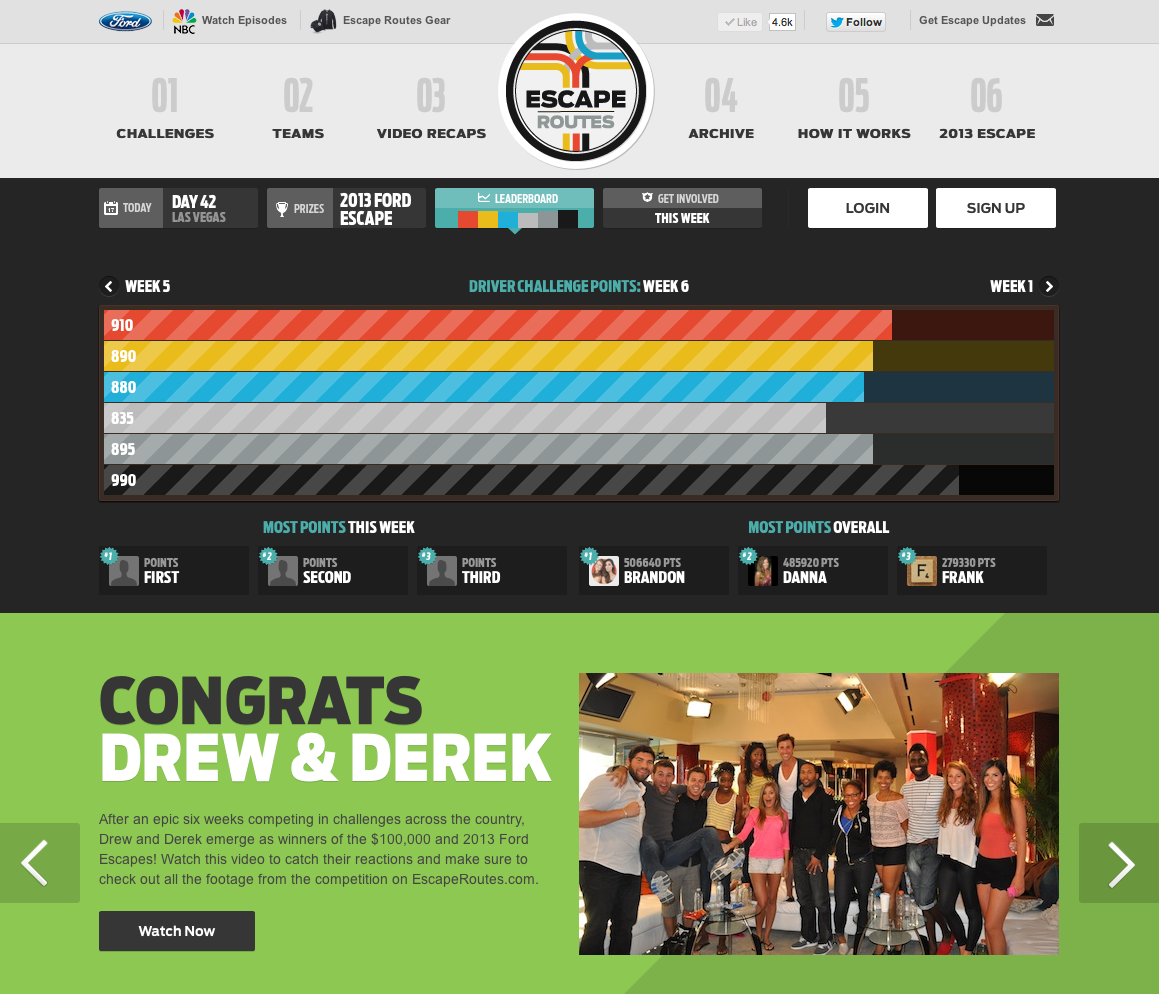 Ford
NBC
Watch Episodes
Escape Routes Gear
Like
4.6k
Follow
Get Escape Updates
01
CHALLENGES
02
TEAMS
03
VIDEO RECAPS
ESCAPE
ROUTES
04
ARCHIVE
05
HOW IT WORKS
06
2013 ESCAPE
TODAY
DAY 42
LAS VEGAS
PRIZES
2013 FORD
ESCAPE
LEADERBOARD
GET INVOLVED
THIS WEEK
LOGIN
SIGN UP
WEEK 5
DRIVER CHALLENGE POINTS: WEEK 6
WEEK 1
910
890
880
835
895
990
MOST POINTS THIS WEEK
#1
POINTS
FIRST
#2
POINTS
SECOND
#3
POINTS
THIRD
MOST POINTS OVERALL
#1
506640 PTS
BRANDON
#2
485920 PTS
DANNA
#3
F4
279330 PTS
FRANK
CONGRATS
DREW & DEREK
After an epic six weeks competing in challenges across the country,
Drew and Derek emerge as winners of the $100,000 and 2013 Ford
Escapes! Watch this video to catch their reactions and make sure to
check out all the footage from the competition on EscapeRoutes.com.
Watch Now